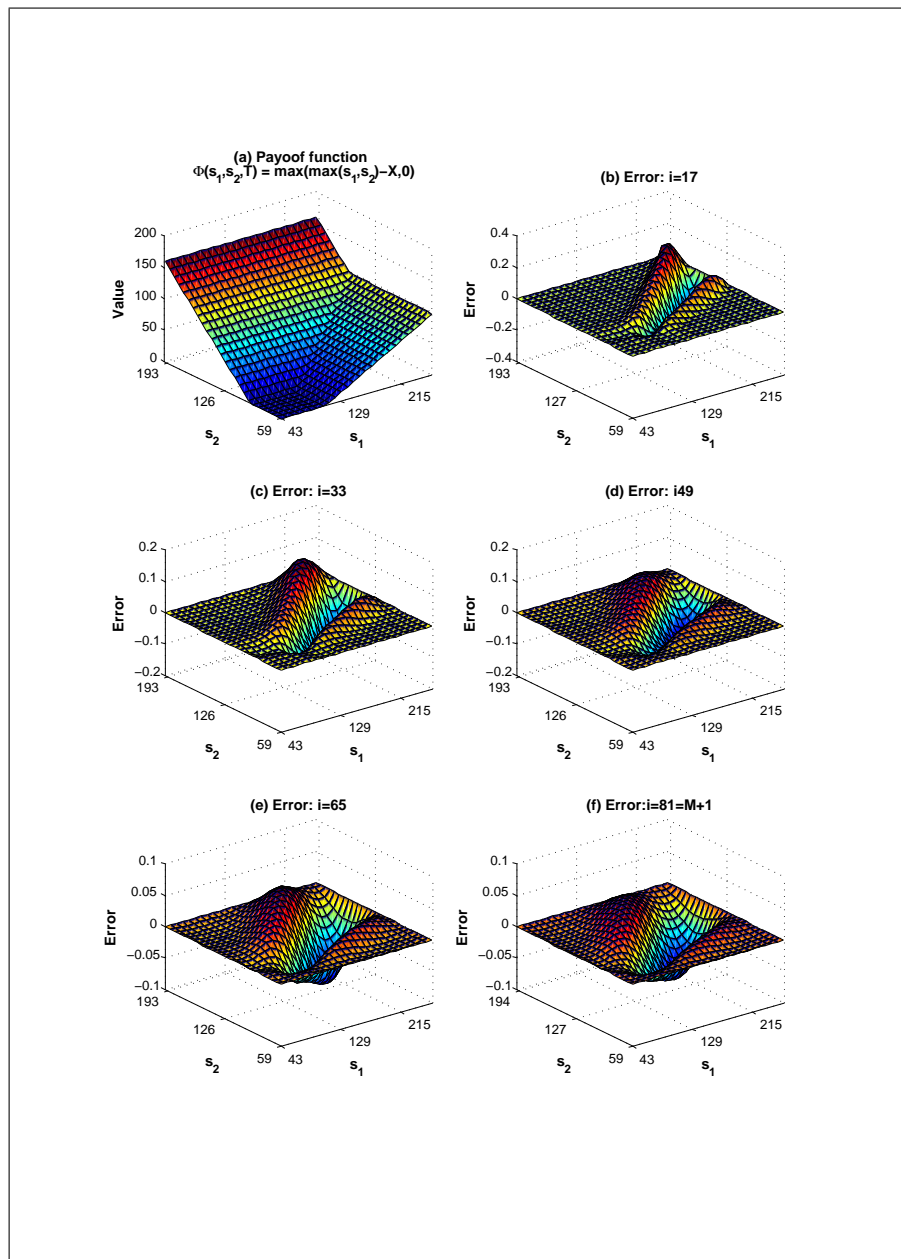 (a) Payoof function
Φ(s1,s2,T) = max(max(s1,s2)−X,0)
200
150
100
50
0
Value
193
126
59
s2
43
129
215
s1
(b) Error: i=17
0.4
0.2
0
−0.2
−0.4
Error
193
127
59
s2
43
129
215
s1
(c) Error: i=33
0.2
0.1
0
−0.1
−0.2
Error
193
126
59
s2
43
129
215
s1
(d) Error: i49
0.2
0.1
0
−0.1
−0.2
Error
193
126
59
s2
43
129
215
s1
(e) Error: i=65
0.1
0.05
0
−0.05
−0.1
Error
193
126
59
s2
43
129
215
s1
(f) Error:i=81=M+1
0.1
0.05
0
−0.05
−0.1
Error
194
127
59
s2
43
129
215
s1